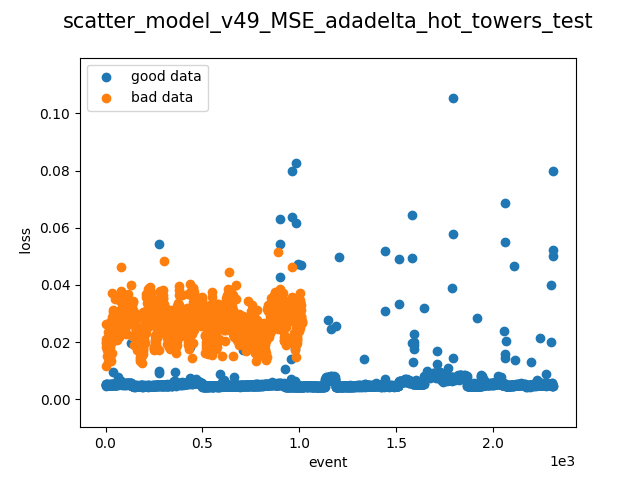 scatter_model_v49_MSE_adadelta_hot_towers_test
good data
bad data
loss
0.10
0.08
0.06
0.04
0.02
0.00
0.0
0.5
1.0
1.5
2.0
1e3
event